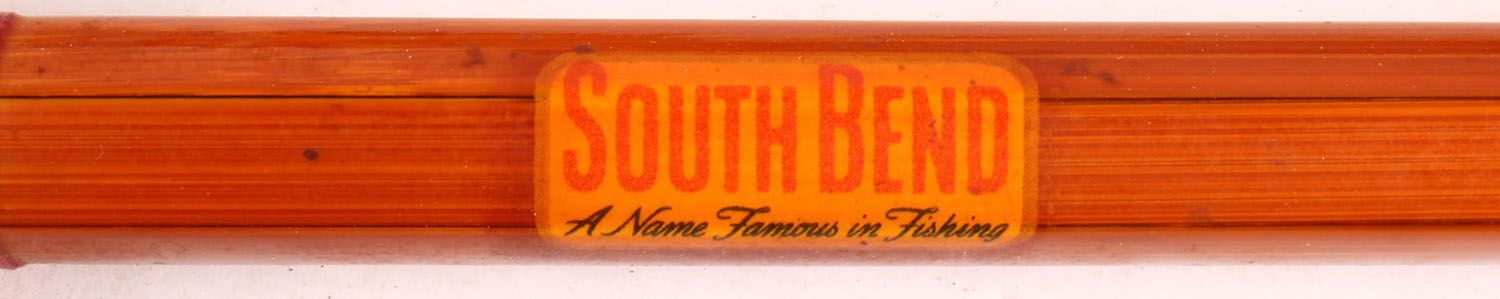 SOUTH BEND
A Name Famous in Fishing